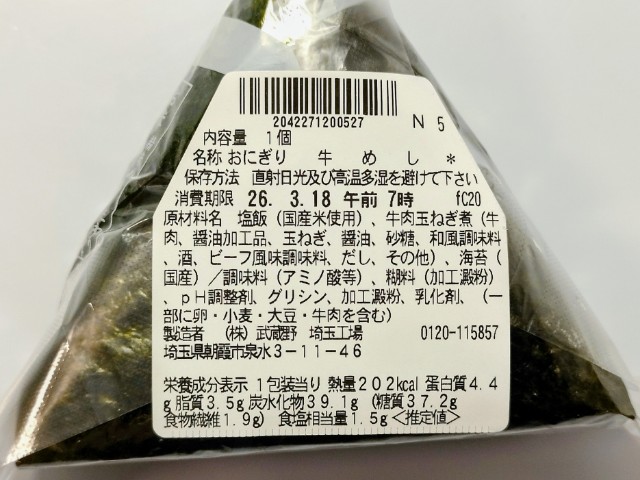 2042271200527
N 5
内容量 1個
名称 おにぎり 牛めし *
保存方法 直射日光及び高温多湿を避けて下さい
消費期限 26. 3.18 午前 7時 fC20
原材料名 塩飯（国産米使用）、牛肉玉ねぎ煮（牛
肉、醤油加工品、玉ねぎ、醤油、砂糖、和風調味料
、酒、ビーフ風味調味料、だし、その他）、海苔（
国産）／調味料（アミノ酸等）、糊料（加工澱粉）
、pH調整剤、グリシン、加工澱粉、乳化剤、（一
部に卵・小麦・大豆・牛肉を含む）
製造者 （株）武蔵野 埼玉工場 0120-115857
埼玉県朝霞市泉水3－11－46
栄養成分表示 1包装当り 熱量202kcal 蛋白質4.4
g 脂質3.5g 炭水化物39.1g （糖質37.2g
食物繊維1.9g） 食塩相当量1.5g ＜推定値＞